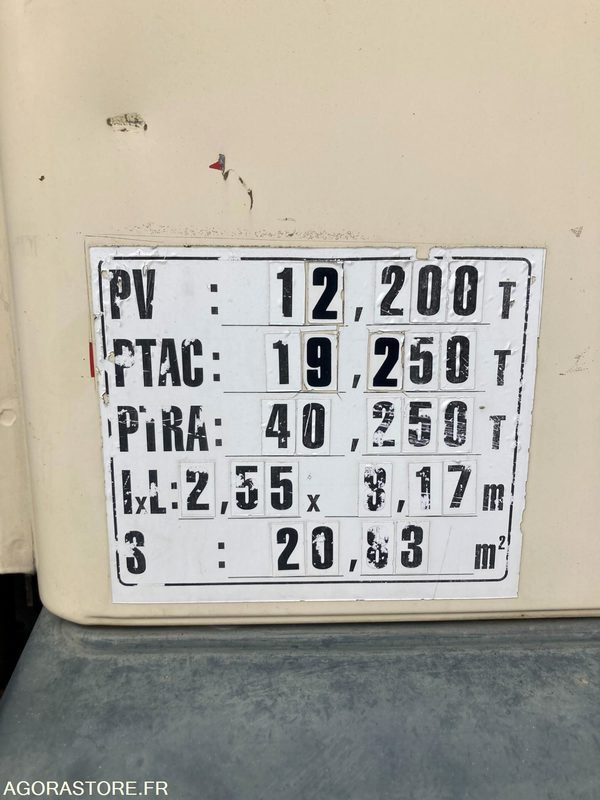 PV : 12,200 T
PTAC: 19,250 T
PTRA: 40,250 T
lxL: 2,55 x 8,17 m
S : 20,83 m²
AGORASTORE.FR